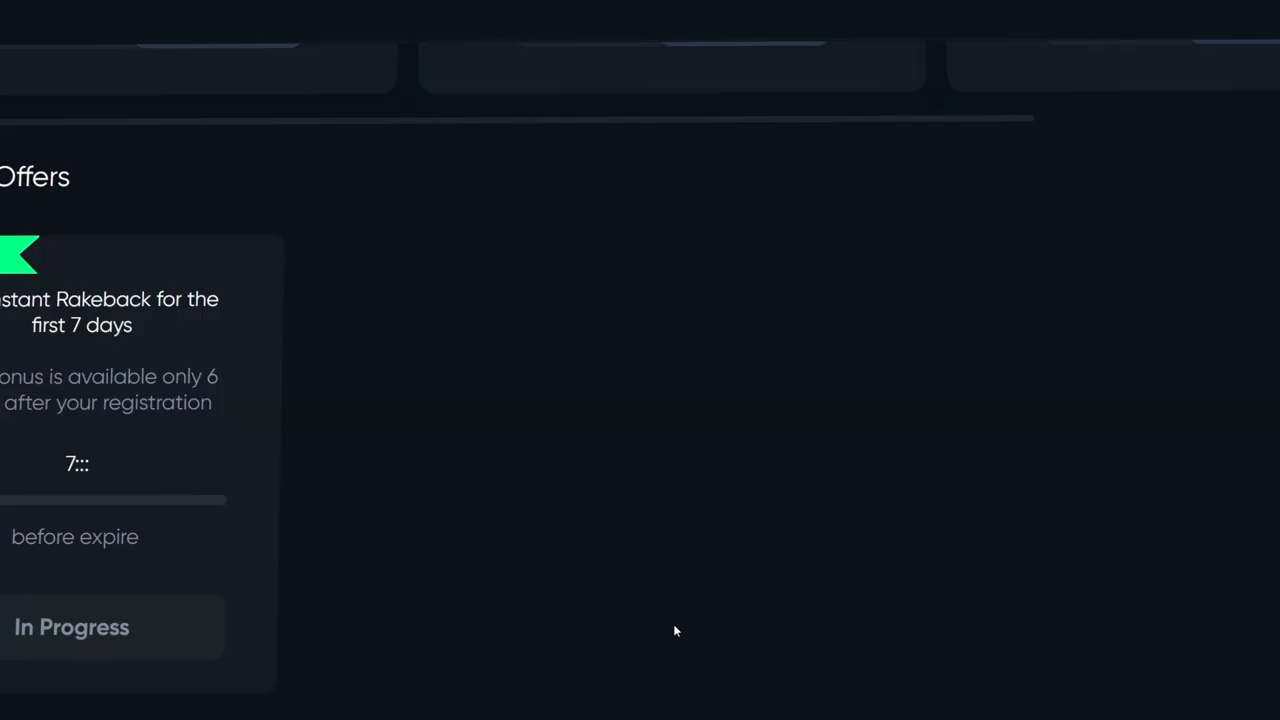 Offers
nstant Rakeback for the
first 7 days
onus is available only 6
after your registration
7:::
before expire
In Progress